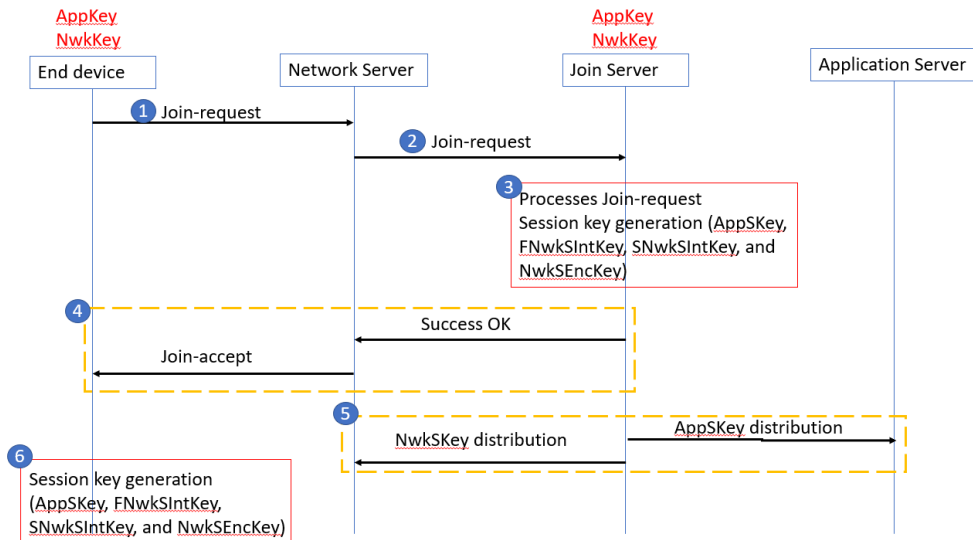 AppKey
NwkKey
AppKey
NwkKey
End device
Network Server
Join Server
Application Server
1 Join-request
2 Join-request
3 Processes Join-request
Session key generation (AppSKey,
FNwkSIntKey, SNwkSIntKey, and
NwkSEncKey)
4
Success OK
Join-accept
5
NwkSKey distribution
AppSKey distribution
6
Session key generation
(AppSKey, FNwkSIntKey,
SNwkSIntKey, and NwkSEncKey)